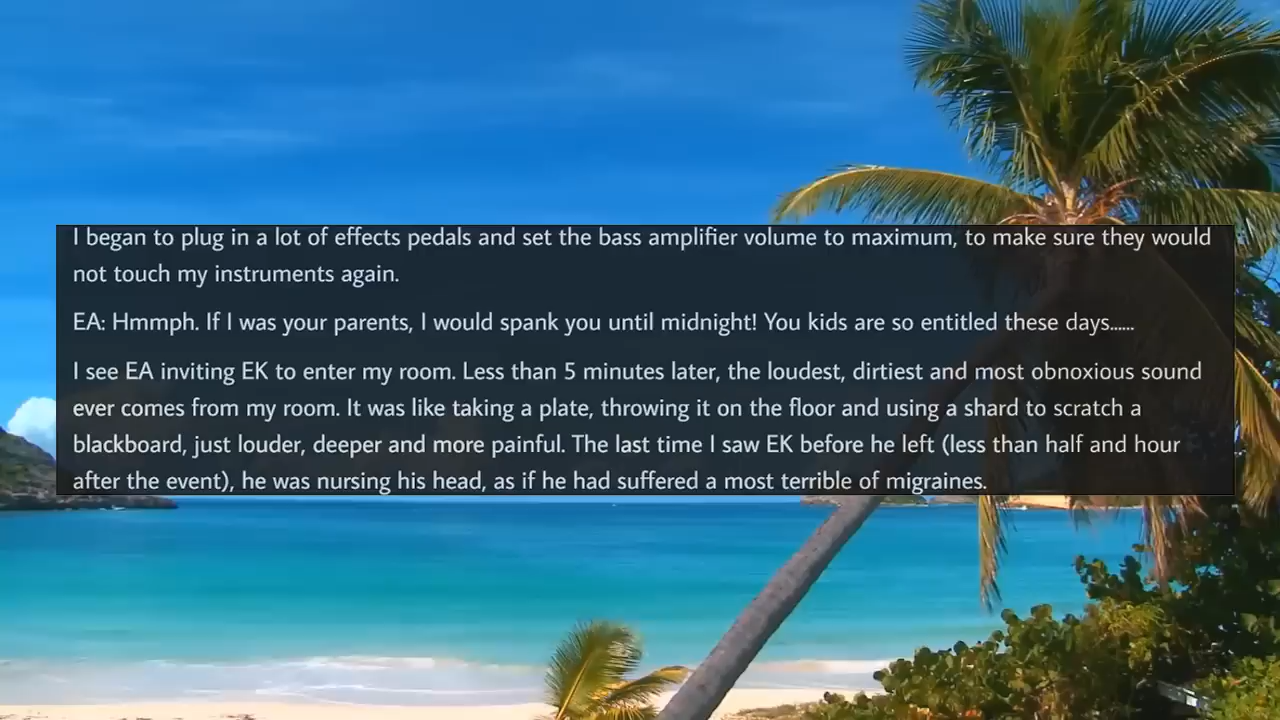 I began to plug in a lot of effects pedals and set the bass amplifier volume to maximum, to make sure they would
not touch my instruments again.
EA: Hmmph. If I was your parents, I would spank you until midnight! You kids are so entitled these days......
I see EA inviting EK to enter my room. Less than 5 minutes later, the loudest, dirtiest and most obnoxious sound
ever comes from my room. It was like taking a plate, throwing it on the floor and using a shard to scratch a
blackboard, just louder, deeper and more painful. The last time I saw EK before he left (less than half and hour
after the event), he was nursing his head, as if he had suffered a most terrible of migraines.